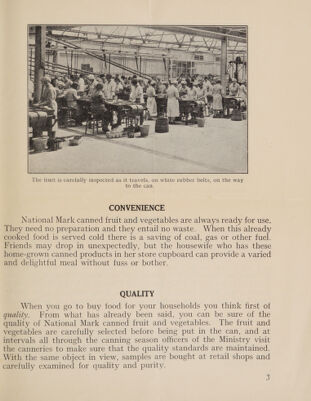 The fruit is carefully inspected as it travels, on white rubber belts, on the way
to the can.
CONVENIENCE
National Mark canned fruit and vegetables are always ready for use.
They need no preparation and they entail no waste. When this already
cooked food is served cold there is a saving of coal, gas or other fuel.
Friends may drop in unexpectedly, but the housewife who has these
home-grown canned products in her store cupboard can provide a varied
and delightful meal without fuss or bother.
QUALITY
When you go to buy food for your households you think first of
quality. From what has already been said, you can be sure of the
quality of National Mark canned fruit and vegetables. The fruit and
vegetables are carefully selected before being put in the can, and at
intervals all through the canning season officers of the Ministry visit
the canneries to make sure that the quality standards are maintained.
With the same object in view, samples are bought at retail shops and
carefully examined for quality and purity.
3